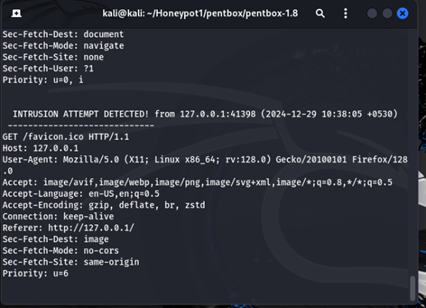 kali@kali: ~/Honeypot1/pentbox/pentbox-1.8
Sec-Fetch-Dest: document
Sec-Fetch-Mode: navigate
Sec-Fetch-Site: none
Sec-Fetch-User: ?1
Priority: u=0, i
INTRUSION ATTEMPT DETECTED! from 127.0.0.1:41398 (2024-12-29 10:38:05 +0530)
-----------------------------
GET /favicon.ico HTTP/1.1
Host: 127.0.0.1
User-Agent: Mozilla/5.0 (X11; Linux x86_64; rv:128.0) Gecko/20100101 Firefox/128
.0
Accept: image/avif,image/webp,image/png,image/svg+xml,image/*;q=0.8,*/*;q=0.5
Accept-Language: en-US,en;q=0.5
Accept-Encoding: gzip, deflate, br, zstd
Connection: keep-alive
Referer: http://127.0.0.1/
Sec-Fetch-Dest: image
Sec-Fetch-Mode: no-cors
Sec-Fetch-Site: same-origin
Priority: u=6